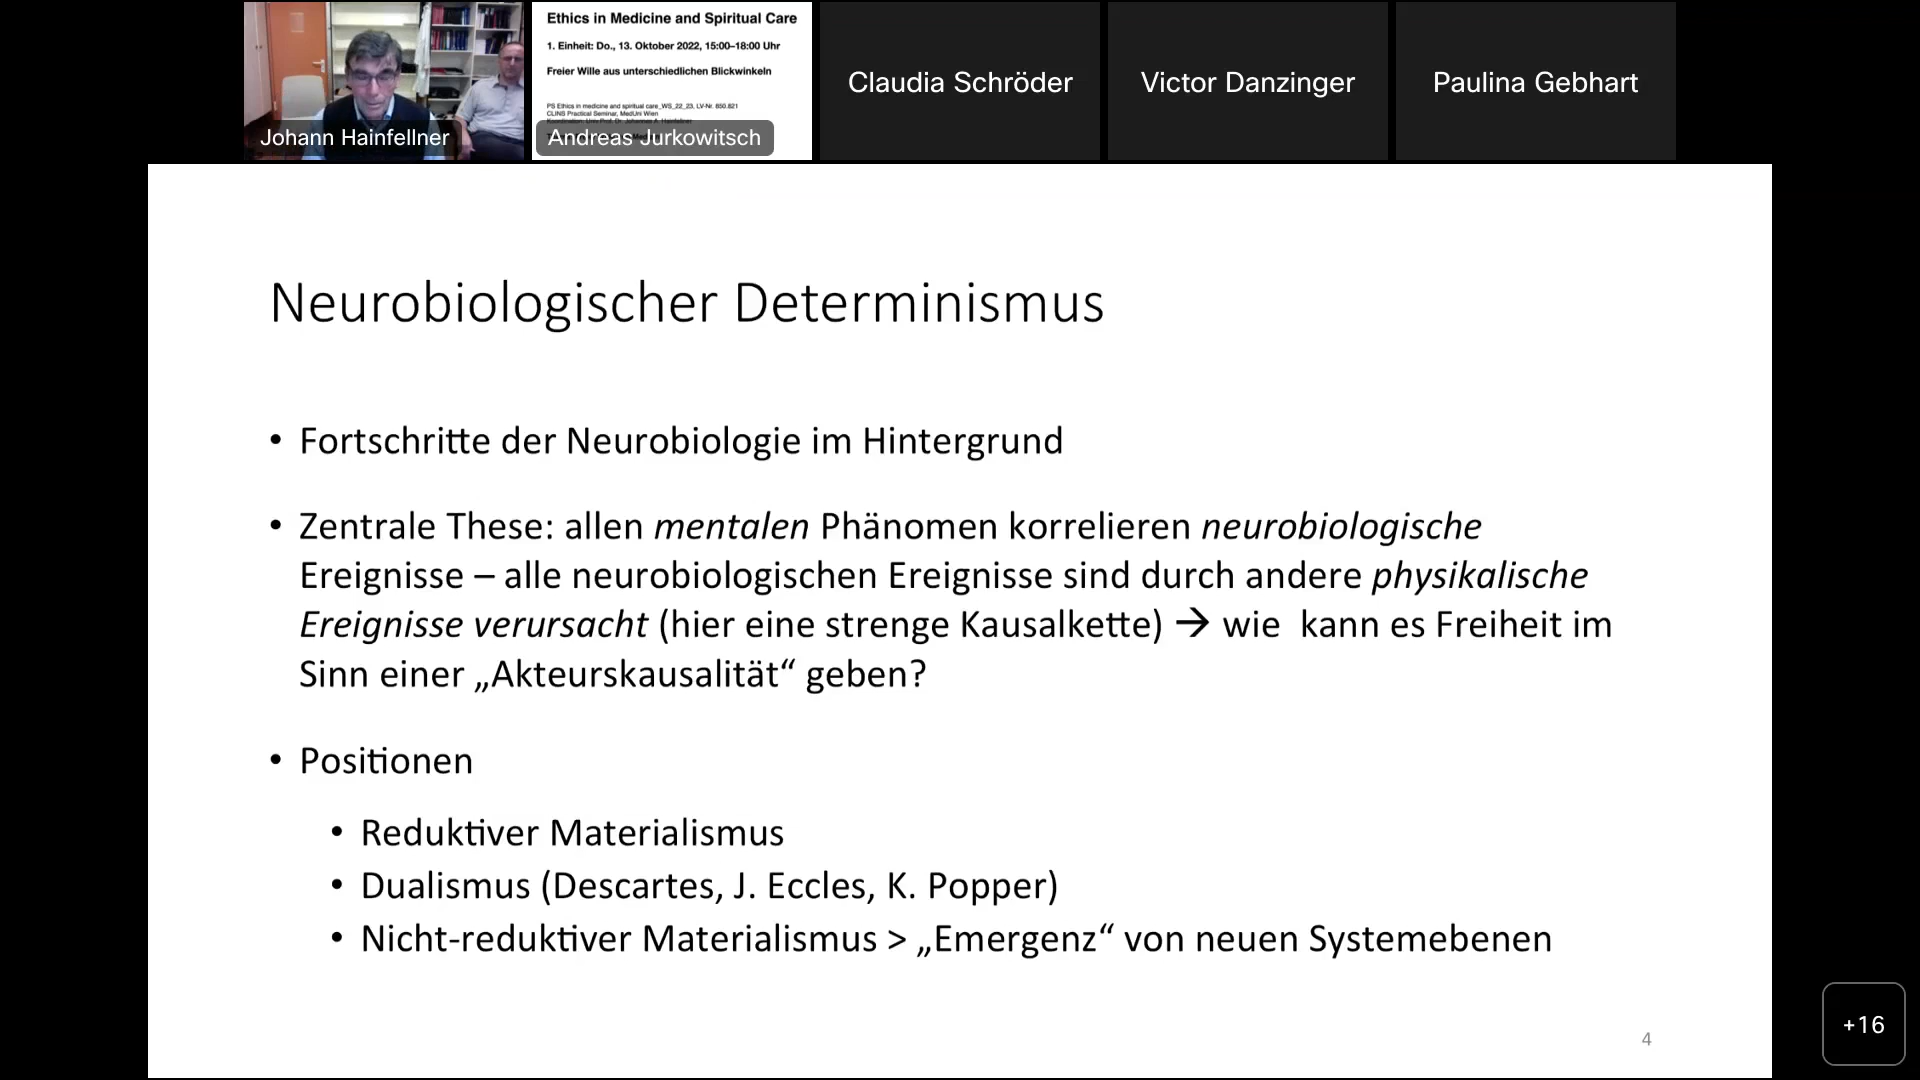 Ethics in Medicine and Spiritual Care
1. Einheit: Do., 13. Oktober 2022, 15:00–18:00 Uhr
Freier Wille aus unterschiedlichen Blickwinkeln
PS Ethics in medicine and spiritual care_WS_22_23, LV-Nr. 850.821
CLINS Practical Seminar, MedUni Wien
Johann Hainfellner
Andreas Jurkowitsch
Claudia Schröder
Victor Danzinger
Paulina Gebhart
Neurobiologischer Determinismus
• Fortschritte der Neurobiologie im Hintergrund
• Zentrale These: allen mentalen Phänomen korrelieren neurobiologische
Ereignisse – alle neurobiologischen Ereignisse sind durch andere physikalische
Ereignisse verursacht (hier eine strenge Kausalkette) → wie kann es Freiheit im
Sinn einer „Akteurskausalität“ geben?
• Positionen
• Reduktiver Materialismus
• Dualismus (Descartes, J. Eccles, K. Popper)
• Nicht-reduktiver Materialismus > „Emergenz“ von neuen Systemebenen
4
+16